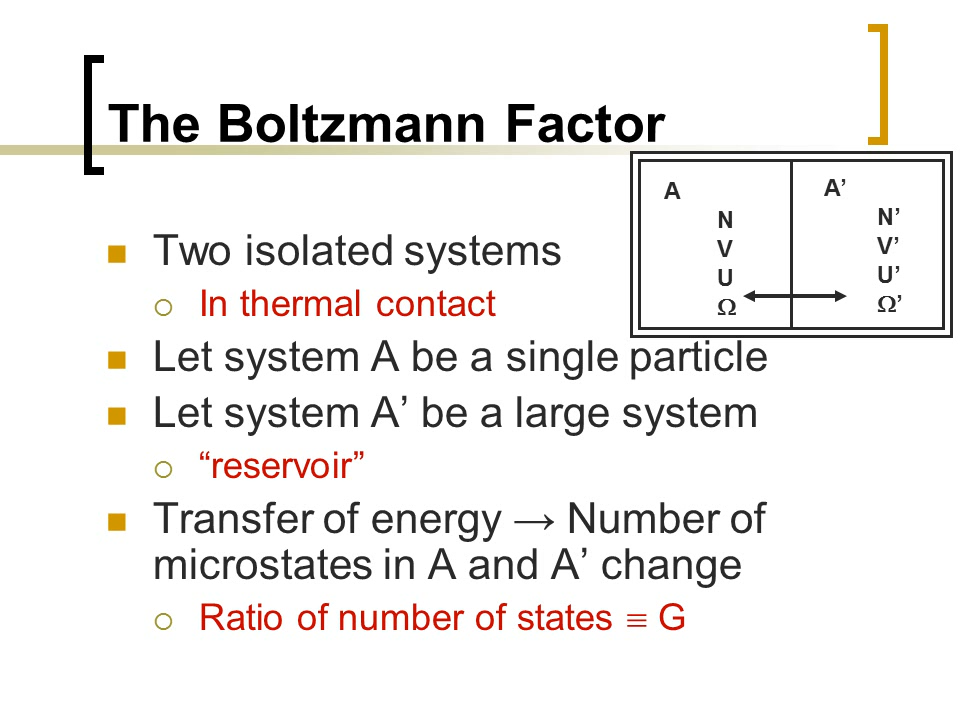 The Boltzmann Factor
A
N
V
U
Ω
A’
N’
V’
U’
Ω’
Two isolated systems
In thermal contact
Let system A be a single particle
Let system A’ be a large system
“reservoir”
Transfer of energy → Number of
microstates in A and A’ change
Ratio of number of states ≡ G